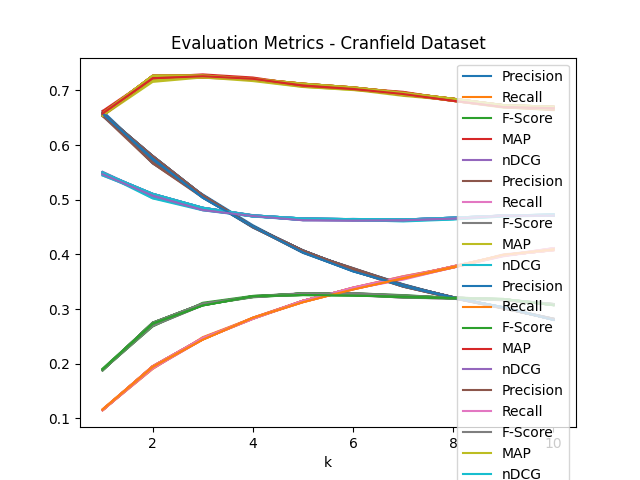 Evaluation Metrics - Cranfield Dataset
0.7
0.6
0.5
0.4
0.3
0.2
0.1
2
4
6
8
10
k
Precision
Recall
F-Score
MAP
nDCG
Precision
Recall
F-Score
MAP
nDCG
Precision
Recall
F-Score
MAP
nDCG
Precision
Recall
F-Score
MAP
nDCG